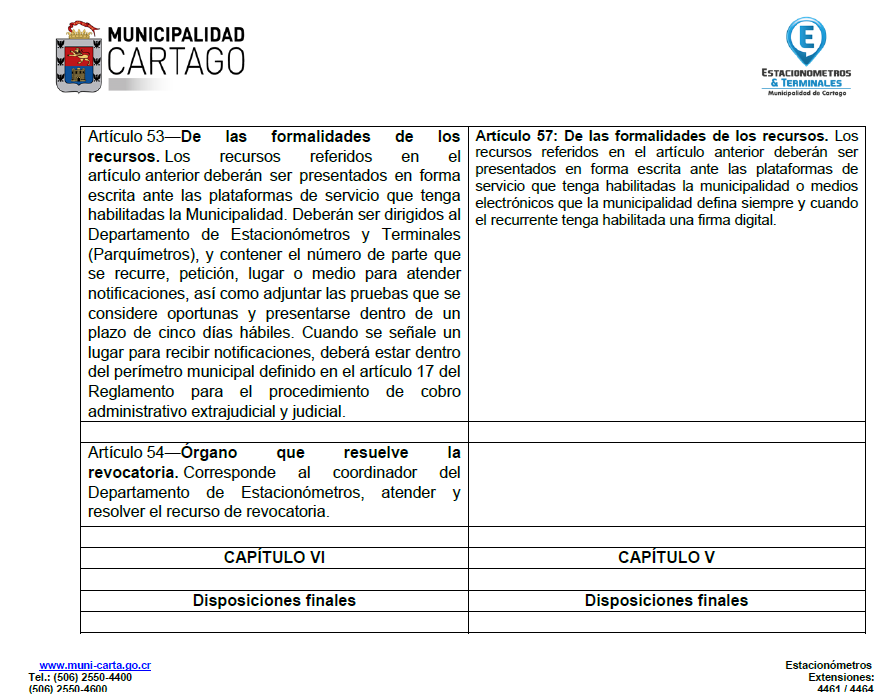 MUNICIPALIDAD
CARTAGO
E
ESTACIONOMETROS
& TERMINALES
Municipalidad de Cartago
Artículo 53—De las formalidades de los
recursos. Los recursos referidos en el
artículo anterior deberán ser presentados en forma
escrita ante las plataformas de servicio que tenga
habilitadas la Municipalidad. Deberán ser dirigidos al
Departamento de Estacionómetros y Terminales
(Parquímetros), y contener el número de parte que
se recurre, petición, lugar o medio para atender
notificaciones, así como adjuntar las pruebas que se
considere oportunas y presentarse dentro de un
plazo de cinco días hábiles. Cuando se señale un
lugar para recibir notificaciones, deberá estar dentro
del perímetro municipal definido en el artículo 17 del
Reglamento para el procedimiento de cobro
administrativo extrajudicial y judicial.
Artículo 57: De las formalidades de los recursos. Los
recursos referidos en el artículo anterior deberán ser
presentados en forma escrita ante las plataformas de
servicio que tenga habilitadas la municipalidad o medios
electrónicos que la municipalidad defina siempre y cuando
el recurrente tenga habilitada una firma digital.
Artículo 54—Órgano que resuelve la
revocatoria. Corresponde al coordinador del
Departamento de Estacionómetros, atender y
resolver el recurso de revocatoria.
CAPÍTULO VI
CAPÍTULO V
Disposiciones finales
Disposiciones finales
www.muni-carta.go.cr
Tel.: (506) 2550-4400
(506) 2550-4600
Estacionómetros
Extensiones:
4461 / 4464